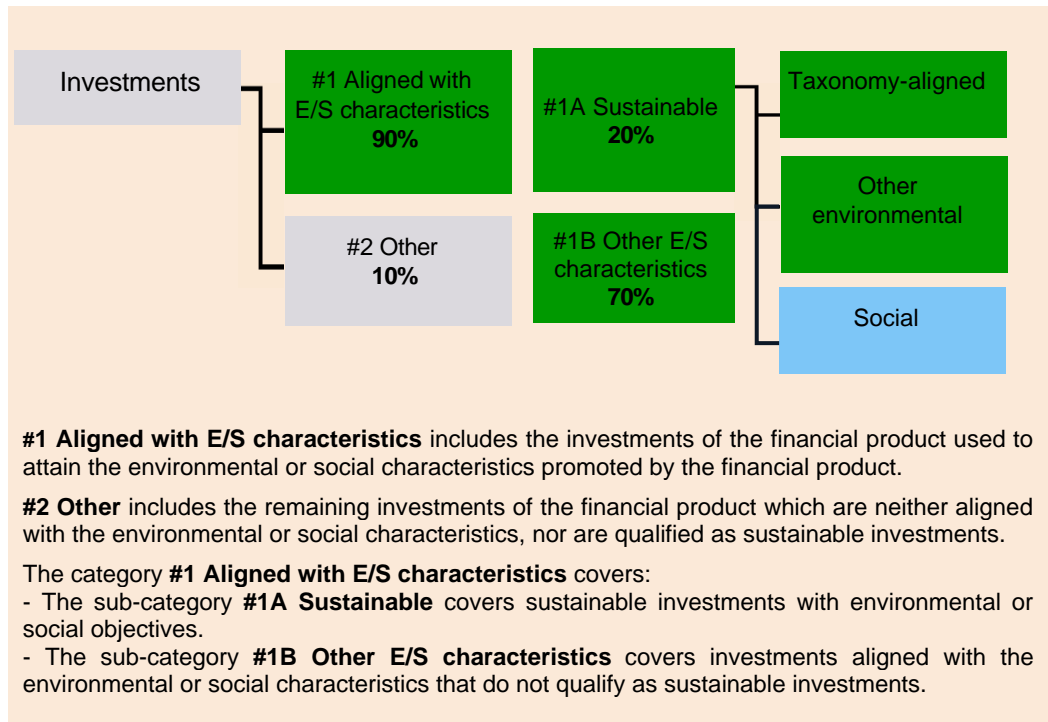 Investments
#1 Aligned with
E/S characteristics
90%
#2 Other
10%
#1A Sustainable
20%
#1B Other E/S
characteristics
70%
Taxonomy-aligned
Other
environmental
Social
#1 Aligned with E/S characteristics includes the investments of the financial product used to
attain the environmental or social characteristics promoted by the financial product.
#2 Other includes the remaining investments of the financial product which are neither aligned
with the environmental or social characteristics, nor are qualified as sustainable investments.
The category #1 Aligned with E/S characteristics covers:
- The sub-category #1A Sustainable covers sustainable investments with environmental or
social objectives.
- The sub-category #1B Other E/S characteristics covers investments aligned with the
environmental or social characteristics that do not qualify as sustainable investments.